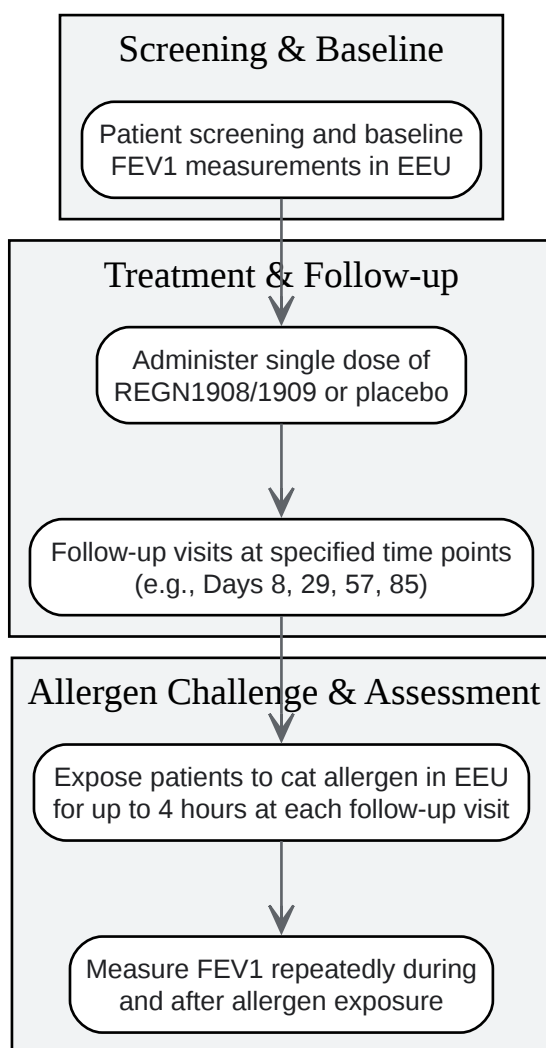 Screening & Baseline
Patient screening and baseline
FEV1 measurements in EEU
Treatment & Follow-up
Administer single dose of
REGN1908/1909 or placebo
Follow-up visits at specified time points
(e.g., Days 8, 29, 57, 85)
Allergen Challenge & Assessment
Expose patients to cat allergen in EEU
for up to 4 hours at each follow-up visit
Measure FEV1 repeatedly during
and after allergen exposure